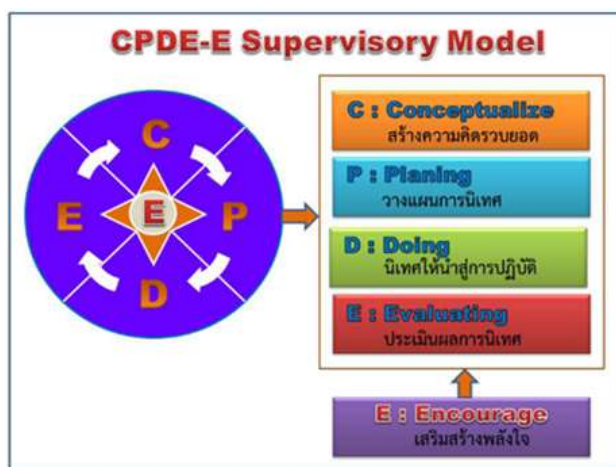 CPDE-E Supervisory Model
C
E
E
P
D
C : Conceptualize
สร้างความคิดรวบยอด
P : Planing
วางแผนการนิเทศ
D : Doing
นิเทศให้นำสู่การปฏิบัติ
E : Evaluating
ประเมินผลการนิเทศ
E : Encourage
เสริมสร้างพลังใจ